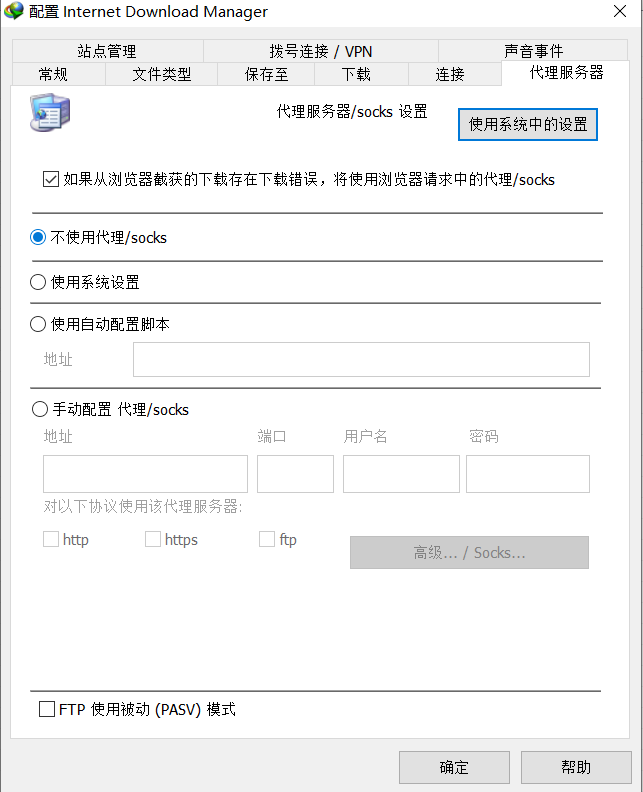 配置 Internet Download Manager
站点管理 拨号连接 / VPN 声音事件
常规 文件类型 保存至 下载 连接 代理服务器
代理服务器/socks 设置
使用系统中的设置
如果从浏览器截获的下载存在下载错误，将使用浏览器请求中的代理/socks
不使用代理/socks
使用系统设置
使用自动配置脚本
地址
手动配置 代理/socks
地址 端口 用户名 密码
对以下协议使用该代理服务器:
http https ftp
高级... / Socks...
FTP 使用被动 (PASV) 模式
确定 帮助